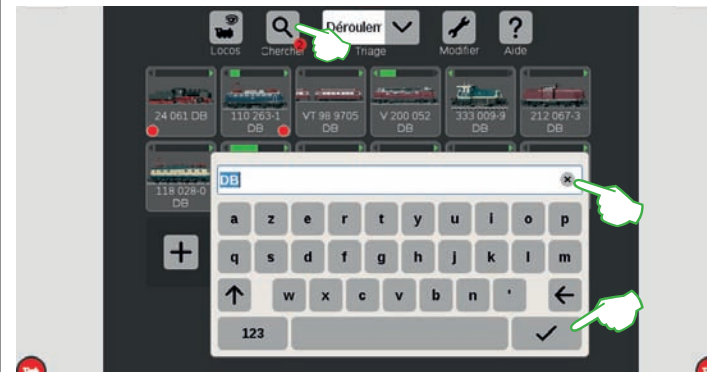 Déroulem
Locos Chercher 2 Triage Modifier Aide
24 061 DB
110 263-1 DB
VT 98 9705 DB
V 200 052 DB
333 009-9 DB
212 067-3 DB
118 028-0 DB
DB
a z e r t y u i o p
q s d f g h j k l m
w x c v b n '
123